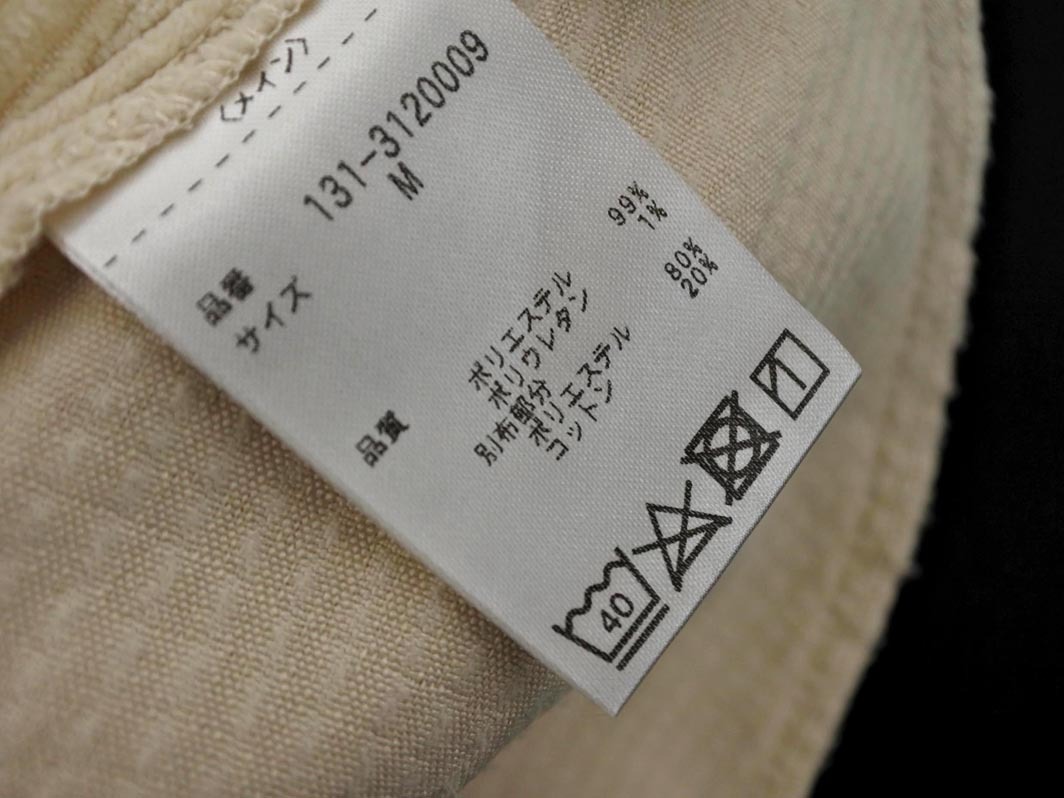 〈メイン〉
品番 131-3120009
サイズ M
品質 ポリエステル 99%
ポリウレタン 1%
別布部分
ポリエステル 80%
コットン 20%
40